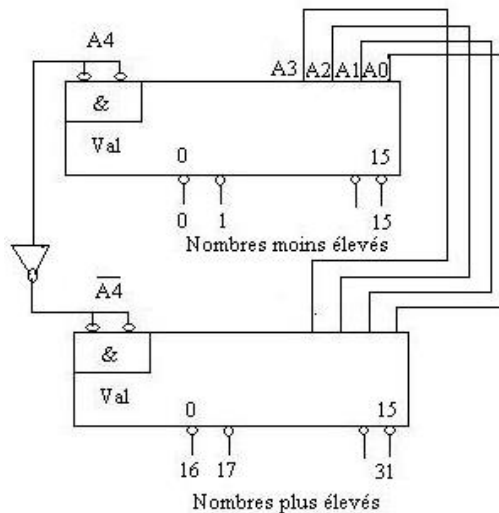 A4
A3 A2 A1 A0
&
Val
0 15
0 1 15
Nombres moins élevés
A4
&
Val
0 15
16 17 31
Nombres plus élevés